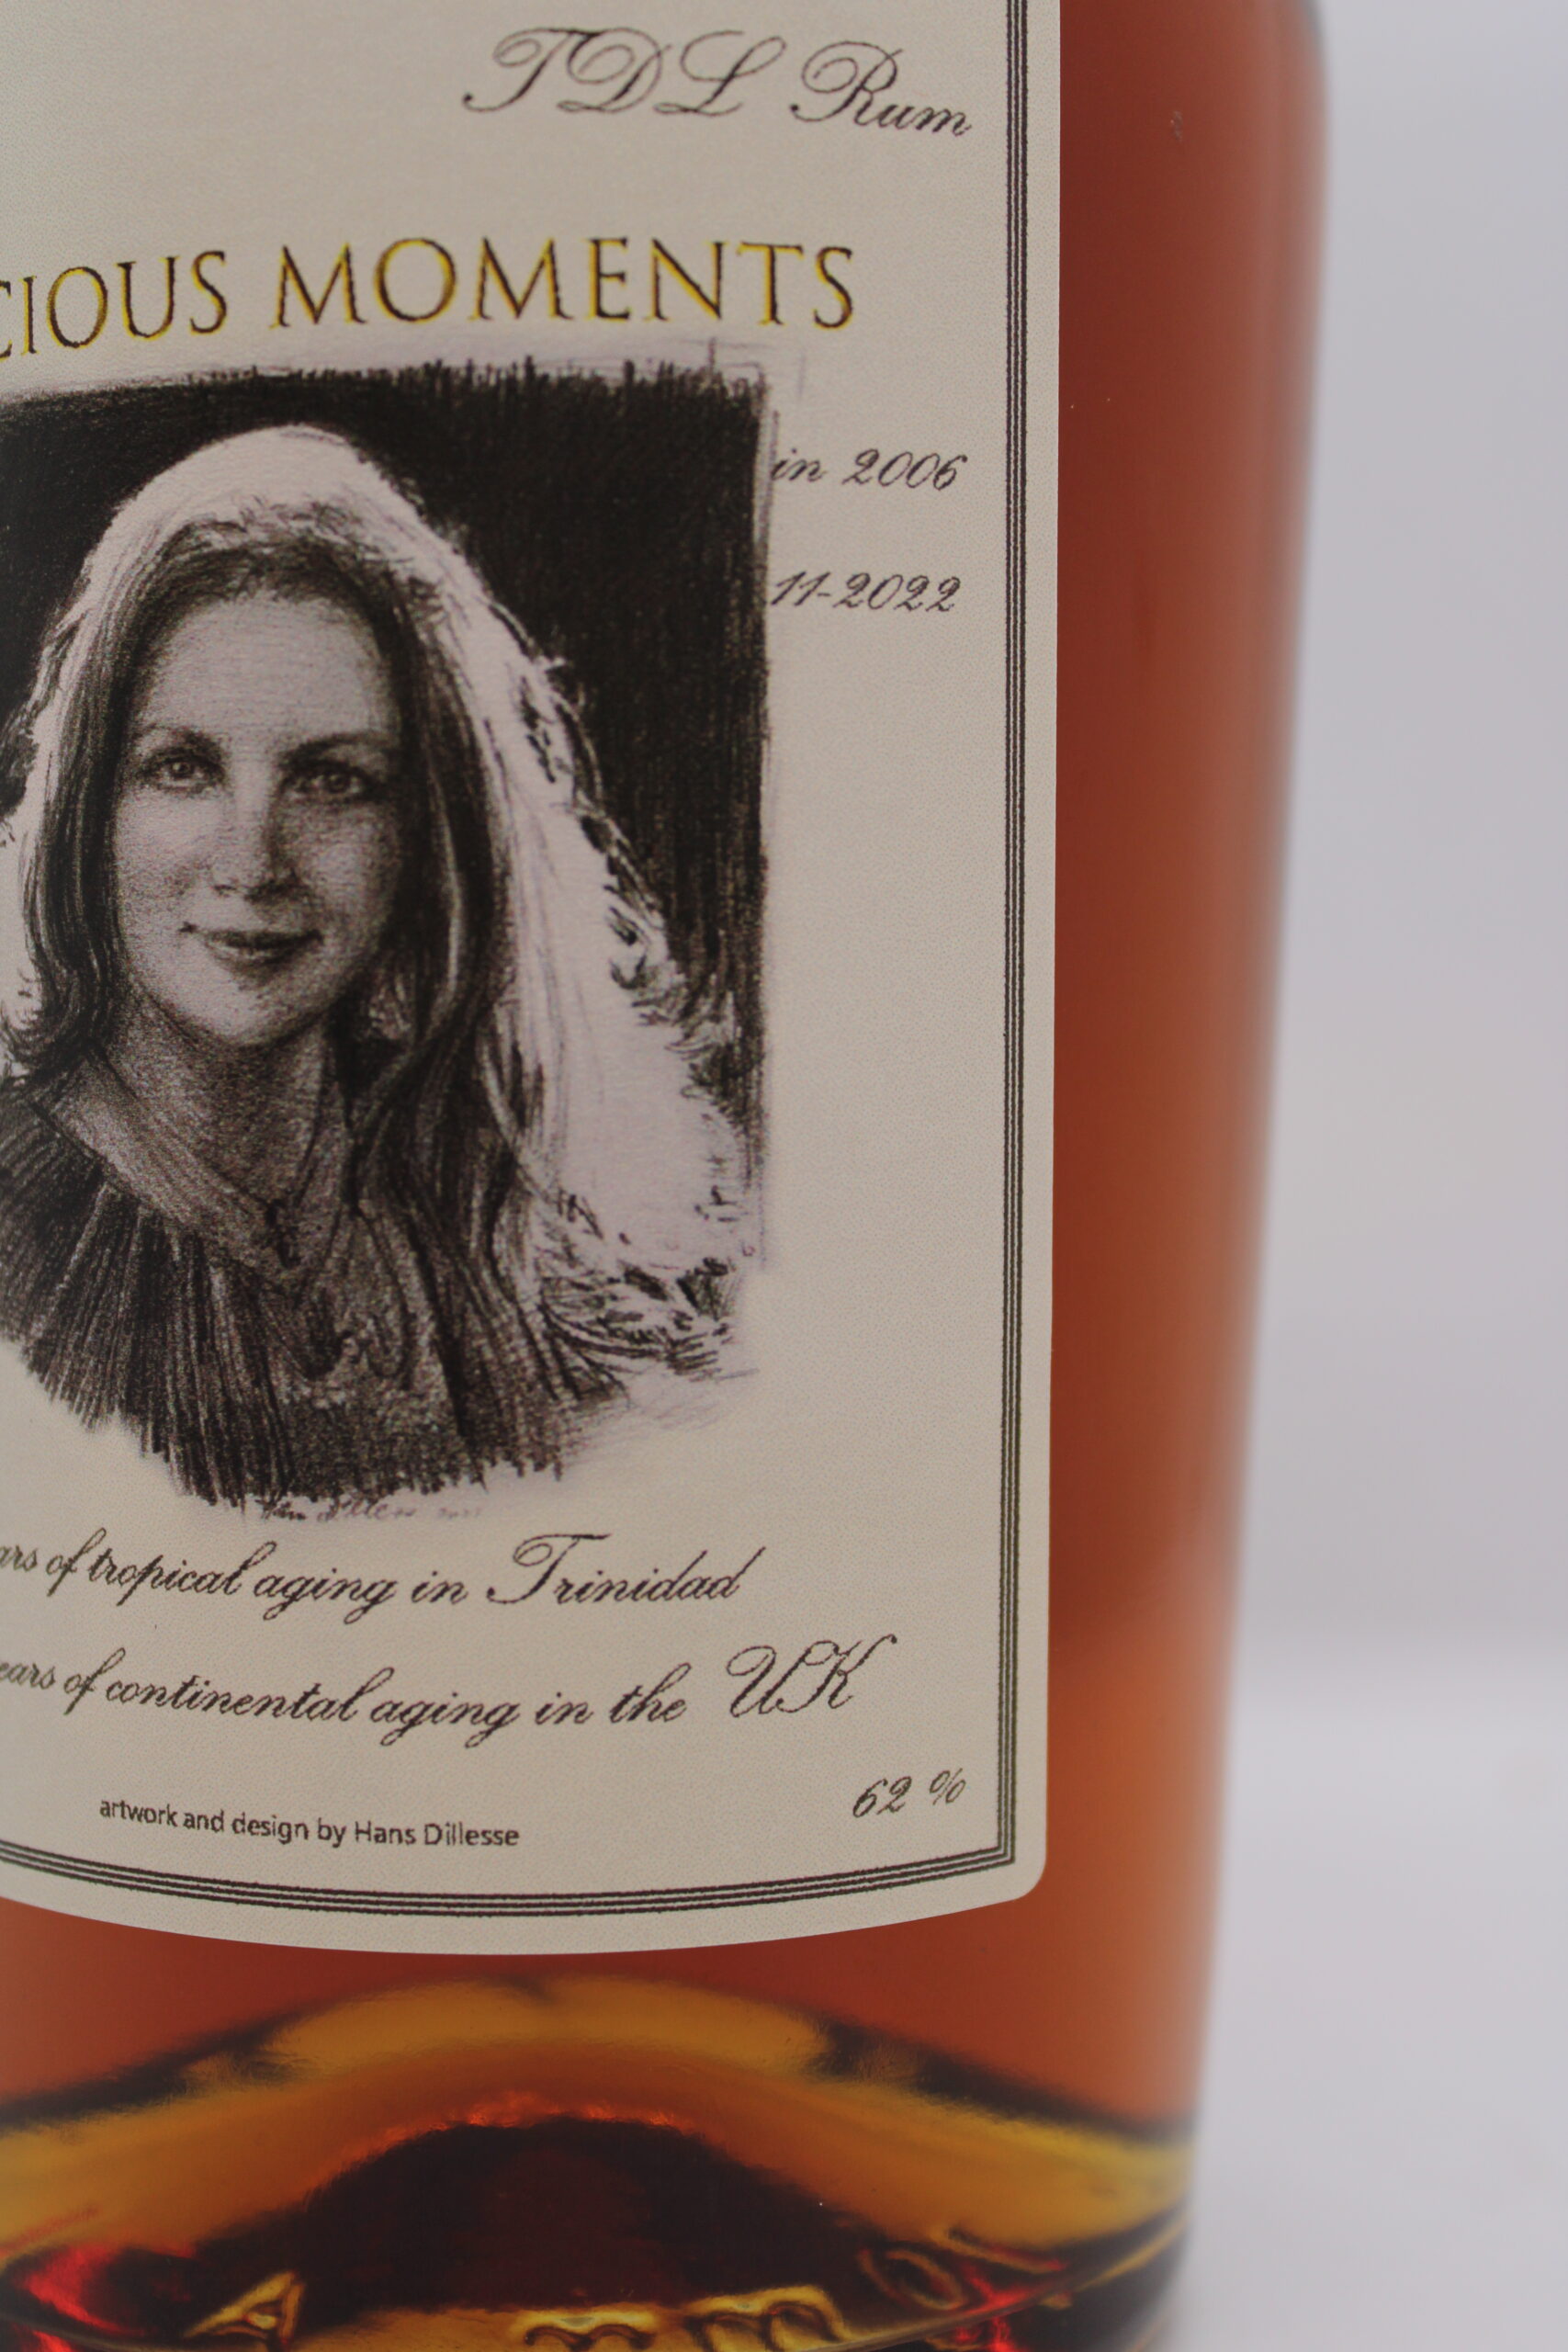 TDL Rum
CIOUS MOMENTS
in 2006
11-2022
ars of tropical aging in Trinidad
ears of continental aging in the UK
62 %
artwork and design by Hans Dillesse